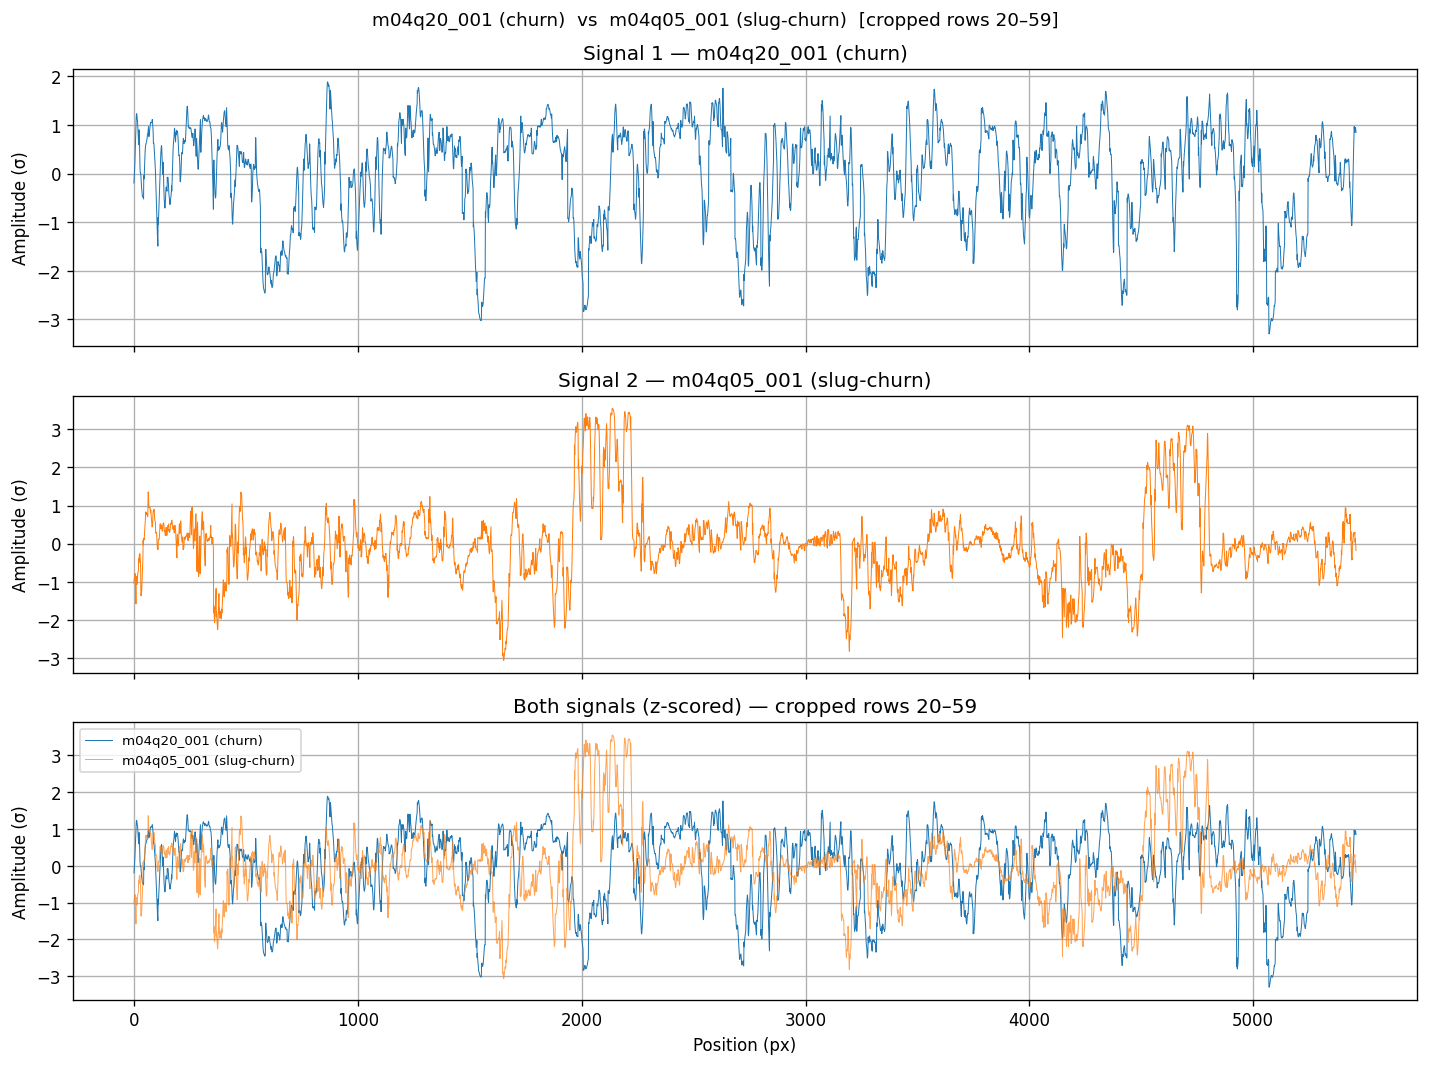 m04q20_001 (churn)  vs  m04q05_001 (slug-churn)  [cropped rows 20–59]
Signal 1 — m04q20_001 (churn)
Amplitude (σ)
2
1
0
−1
−2
−3
Signal 2 — m04q05_001 (slug-churn)
Amplitude (σ)
3
2
1
0
−1
−2
−3
Both signals (z-scored) — cropped rows 20–59
m04q20_001 (churn)
m04q05_001 (slug-churn)
Amplitude (σ)
3
2
1
0
−1
−2
−3
0 1000 2000 3000 4000 5000
Position (px)